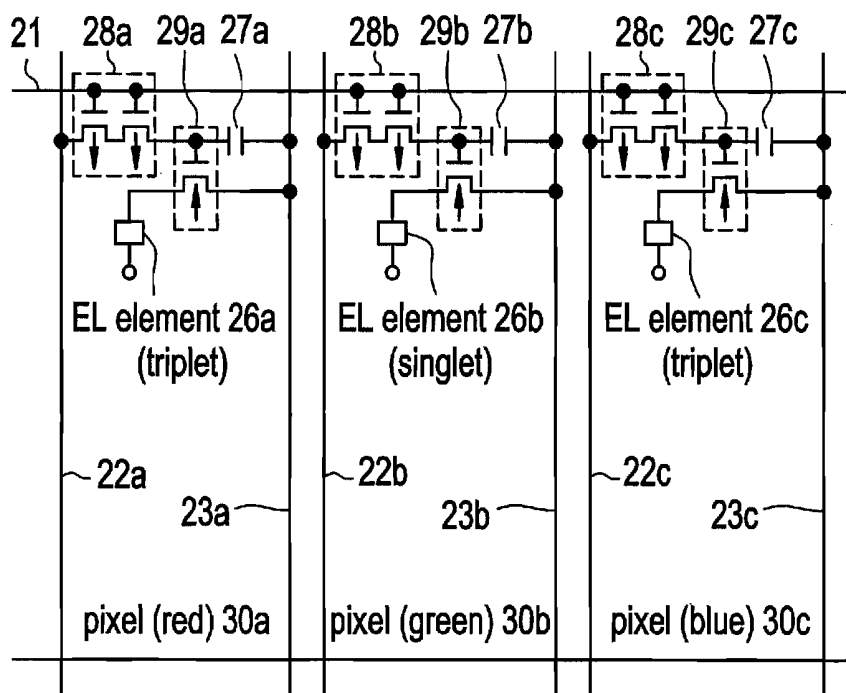 21 28a 29a 27a 28b 29b 27b 28c 29c 27c
EL element 26a
(triplet)
EL element 26b
(singlet)
EL element 26c
(triplet)
22a 22b 22c
23a 23b 23c
pixel (red) 30a pixel (green) 30b pixel (blue) 30c